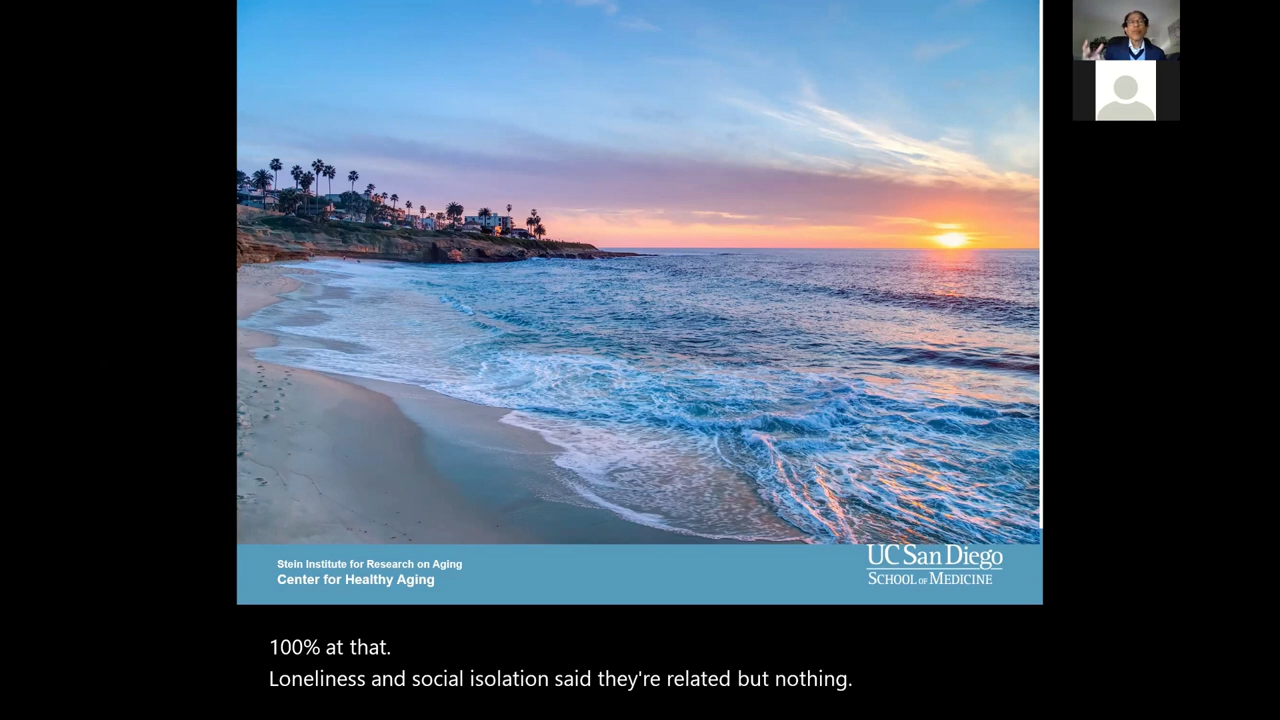 Stein Institute for Research on Aging
Center for Healthy Aging
UC San Diego
SCHOOL OF MEDICINE
100% at that.
Loneliness and social isolation said they're related but nothing.